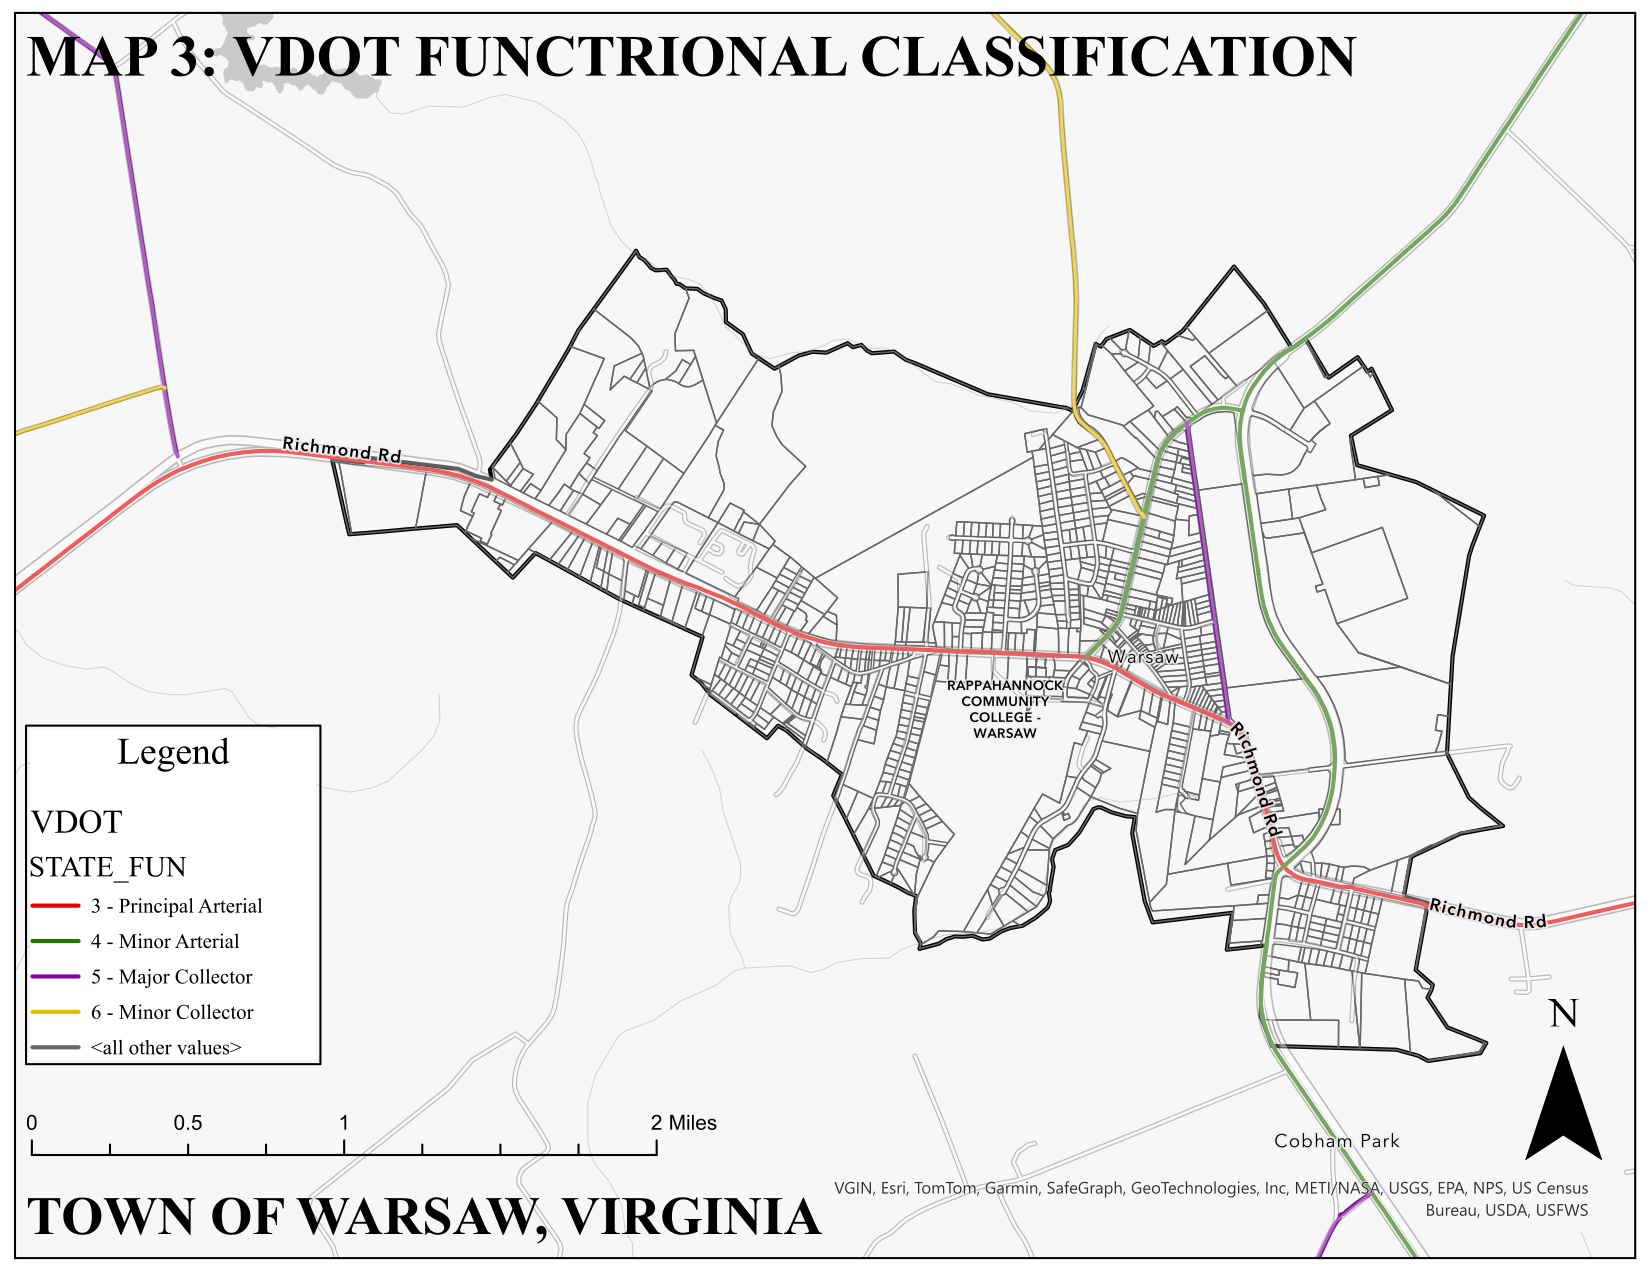 MAP 3: VDOT FUNCTRIONAL CLASSIFICATION
Richmond Rd
Warsaw
RAPPAHANNOCK
COMMUNITY
COLLEGE -
WARSAW
Richmond Rd
Richmond Rd
Legend
VDOT
STATE_FUN
3 - Principal Arterial
4 - Minor Arterial
5 - Major Collector
6 - Minor Collector
<all other values>
N
0 0.5 1 2 Miles
Cobham Park
VGIN, Esri, TomTom, Garmin, SafeGraph, GeoTechnologies, Inc, METI/NASA, USGS, EPA, NPS, US Census
Bureau, USDA, USFWS
TOWN OF WARSAW, VIRGINIA